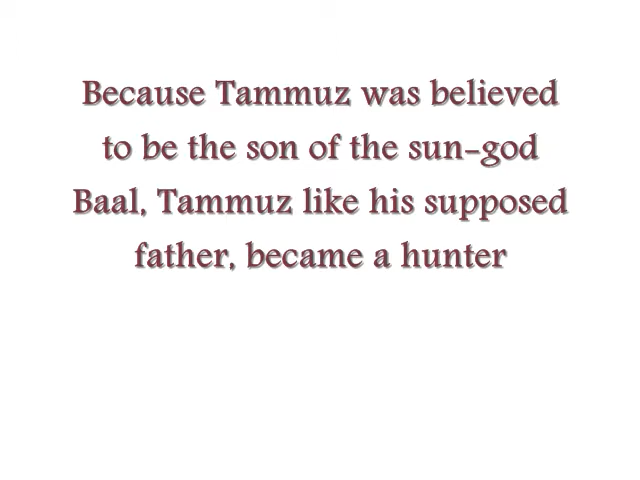 Because Tammuz was believed
to be the son of the sun-god
Baal, Tammuz like his supposed
father, became a hunter